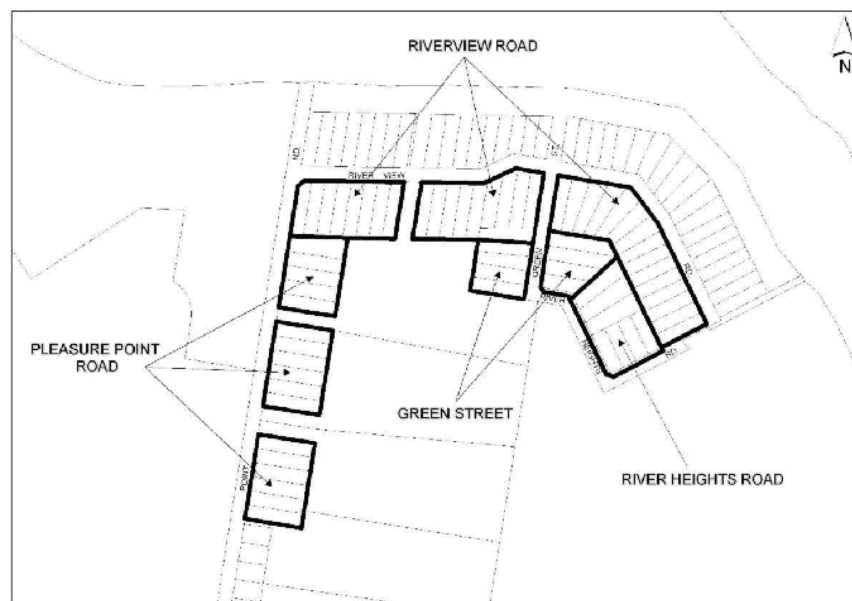 RIVERVIEW ROAD
N
RD
RIVER VIEW
GREEN
RIVER
RD
PLEASURE POINT
ROAD
HEIGHTS
RD
GREEN STREET
POINT
RIVER HEIGHTS ROAD